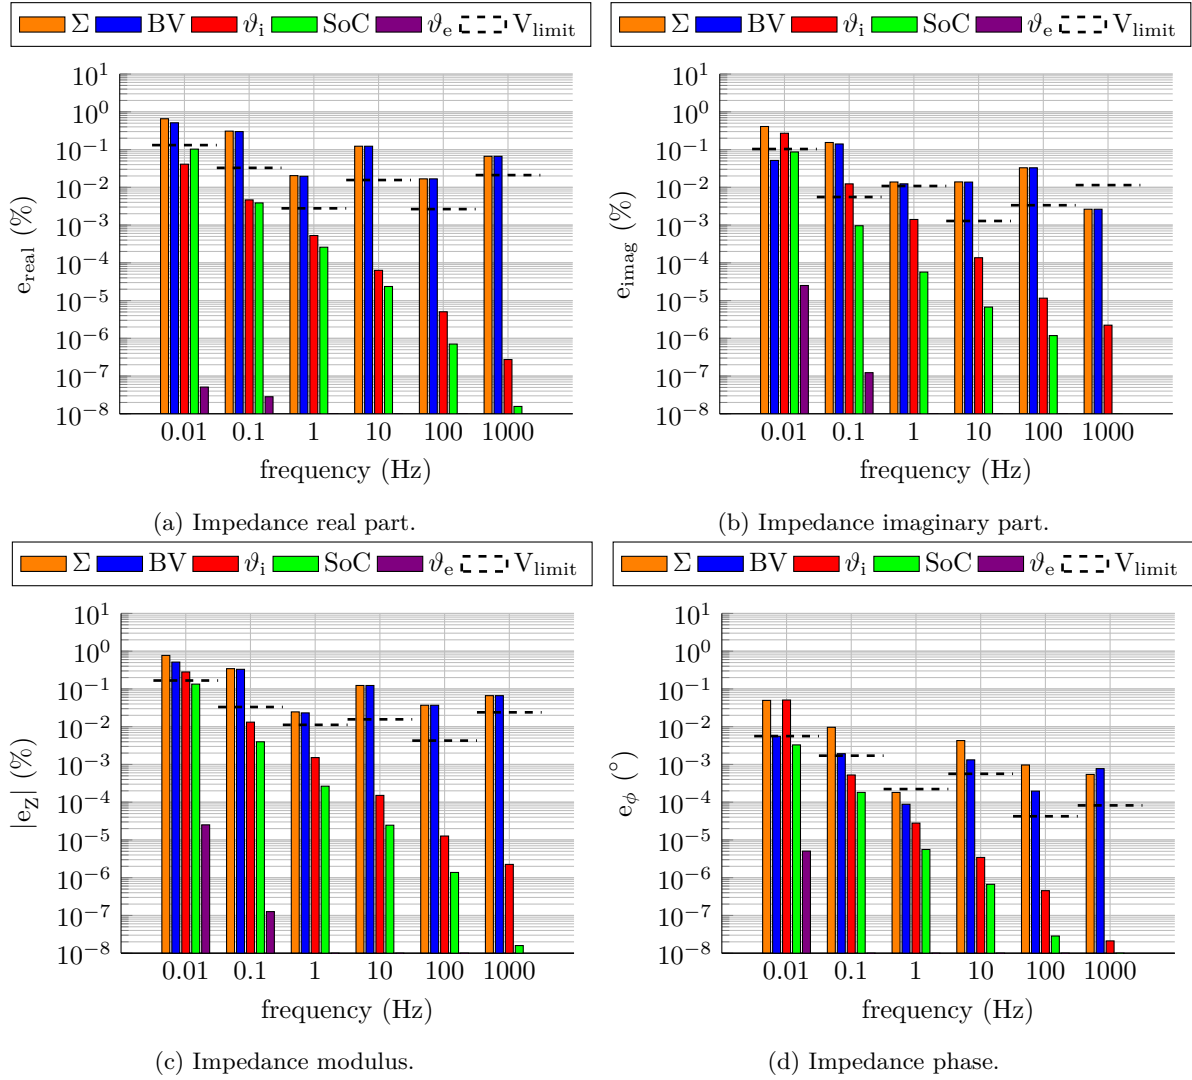 Σ BV ϑi SoC ϑe Vlimit
10^1
10^0
10^−1
10^−2
10^−3
10^−4
10^−5
10^−6
10^−7
10^−8
e_real (%)
0.01 0.1 1 10 100 1000
frequency (Hz)
(a) Impedance real part.
Σ BV ϑi SoC ϑe Vlimit
10^1
10^0
10^−1
10^−2
10^−3
10^−4
10^−5
10^−6
10^−7
10^−8
e_imag (%)
0.01 0.1 1 10 100 1000
frequency (Hz)
(b) Impedance imaginary part.
Σ BV ϑi SoC ϑe Vlimit
10^1
10^0
10^−1
10^−2
10^−3
10^−4
10^−5
10^−6
10^−7
10^−8
|e_Z| (%)
0.01 0.1 1 10 100 1000
frequency (Hz)
(c) Impedance modulus.
Σ BV ϑi SoC ϑe Vlimit
10^1
10^0
10^−1
10^−2
10^−3
10^−4
10^−5
10^−6
10^−7
10^−8
e_ϕ (°)
0.01 0.1 1 10 100 1000
frequency (Hz)
(d) Impedance phase.